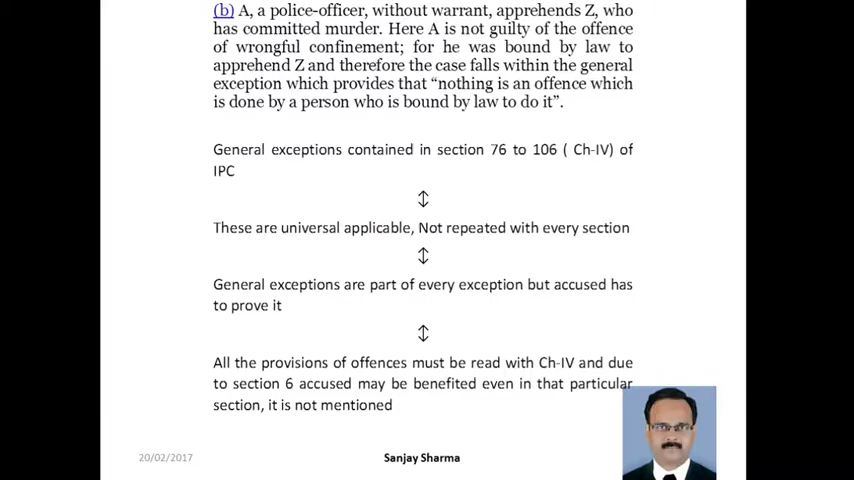 (b) A, a police-officer, without warrant, apprehends Z, who
has committed murder. Here A is not guilty of the offence
of wrongful confinement; for he was bound by law to
apprehend Z and therefore the case falls within the general
exception which provides that “nothing is an offence which
is done by a person who is bound by law to do it”.
General exceptions contained in section 76 to 106 ( Ch-IV) of
IPC
These are universal applicable, Not repeated with every section
General exceptions are part of every exception but accused has
to prove it
All the provisions of offences must be read with Ch-IV and due
to section 6 accused may be benefited even in that particular
section, it is not mentioned
20/02/2017
Sanjay Sharma